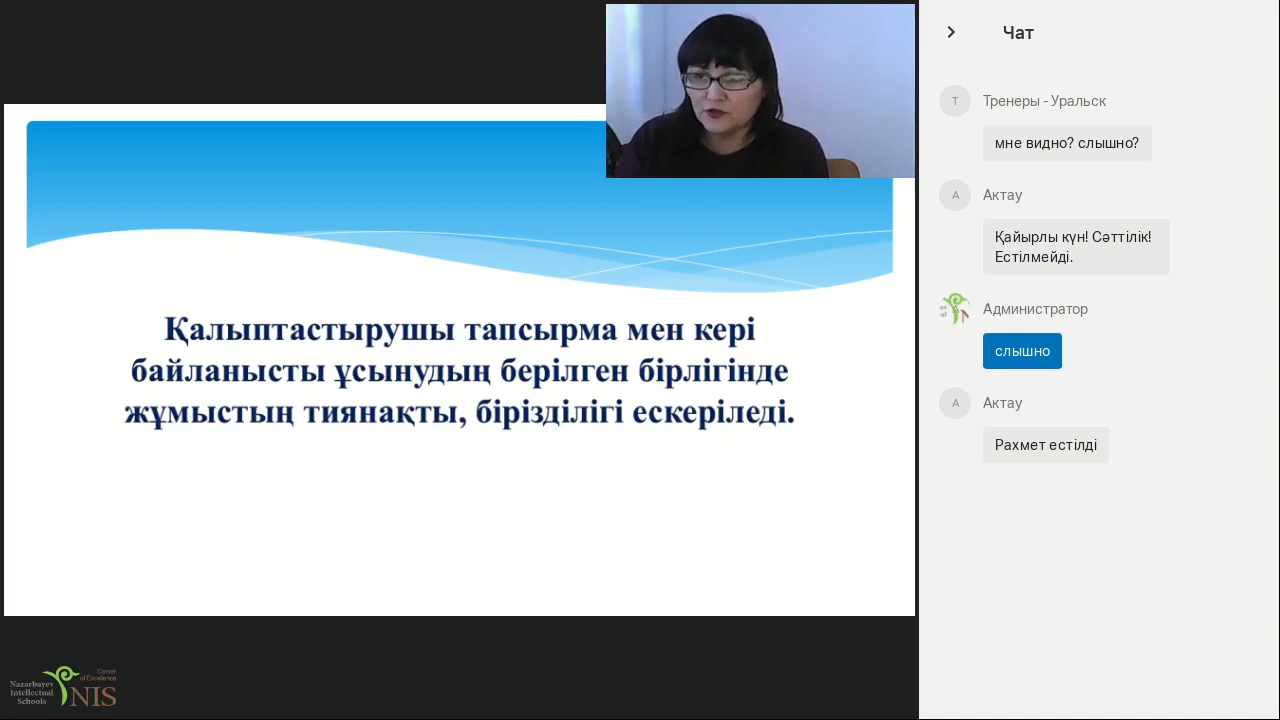 Қалыптастырушы тапсырма мен кері
байланысты ұсынудың берілген бірлігінде
жұмыстың тиянақты, бірізділігі ескеріледі.
Nazarbayev
Intellectual
Schools
Center
of Excellence
NIS
Чат
Т
Тренеры - Уральск
мне видно? слышно?
А
Актау
Қайырлы күн! Сәттілік!
Естілмейді.
Администратор
слышно
А
Актау
Рахмет естілді